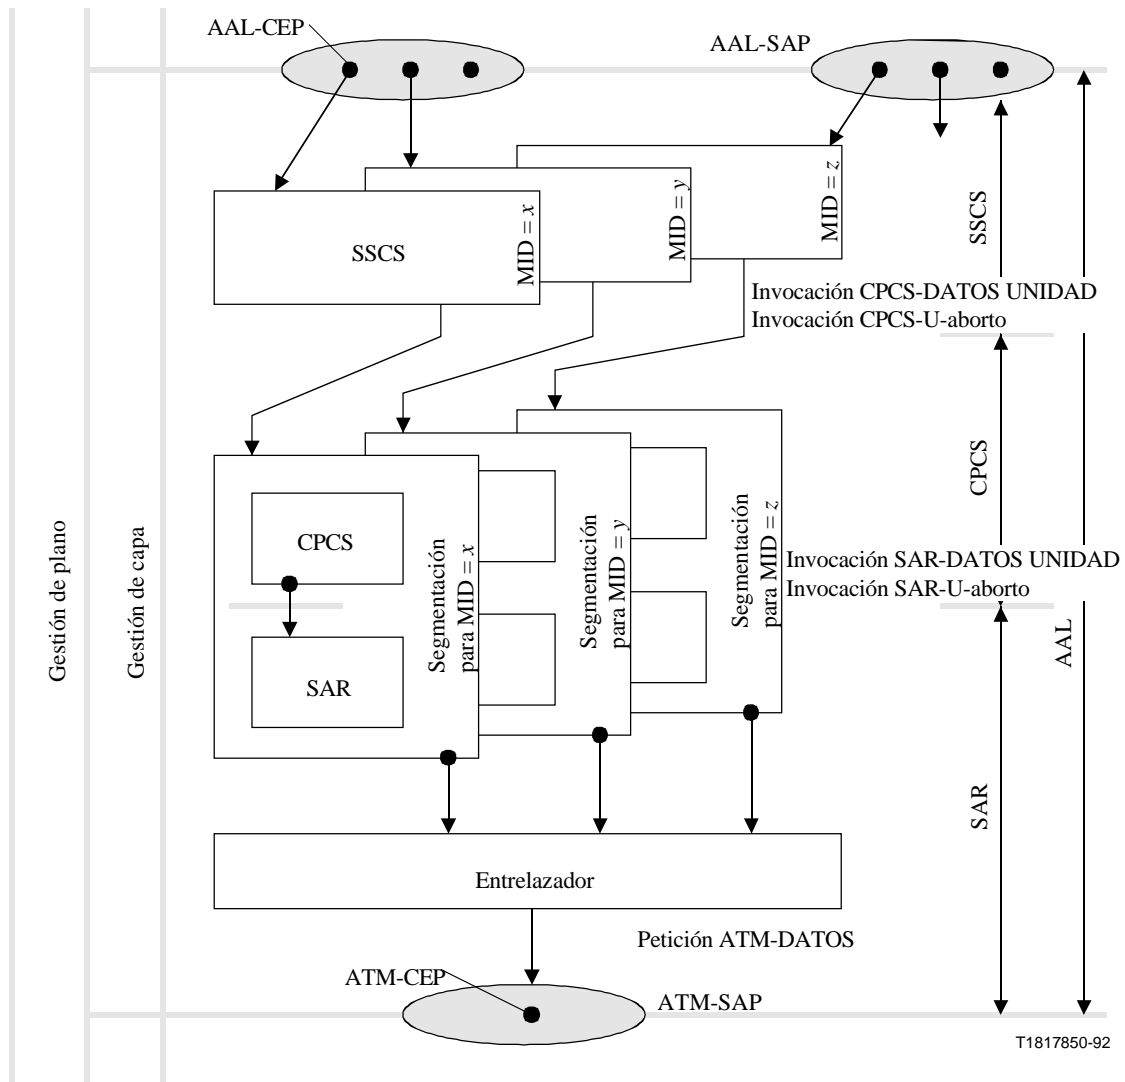 AAL-CEP
AAL-SAP
SSCS
MID = x
MID = y
MID = z
SSCS
Invocación CPCS-DATOS UNIDAD
Invocación CPCS-U-aborto
CPCS
Gestión de plano
Gestión de capa
CPCS
SAR
Segmentación
para MID = x
Segmentación
para MID = y
Segmentación
para MID = z
Invocación SAR-DATOS UNIDAD
Invocación SAR-U-aborto
AAL
SAR
Entrelazador
Petición ATM-DATOS
ATM-CEP
ATM-SAP
T1817850-92